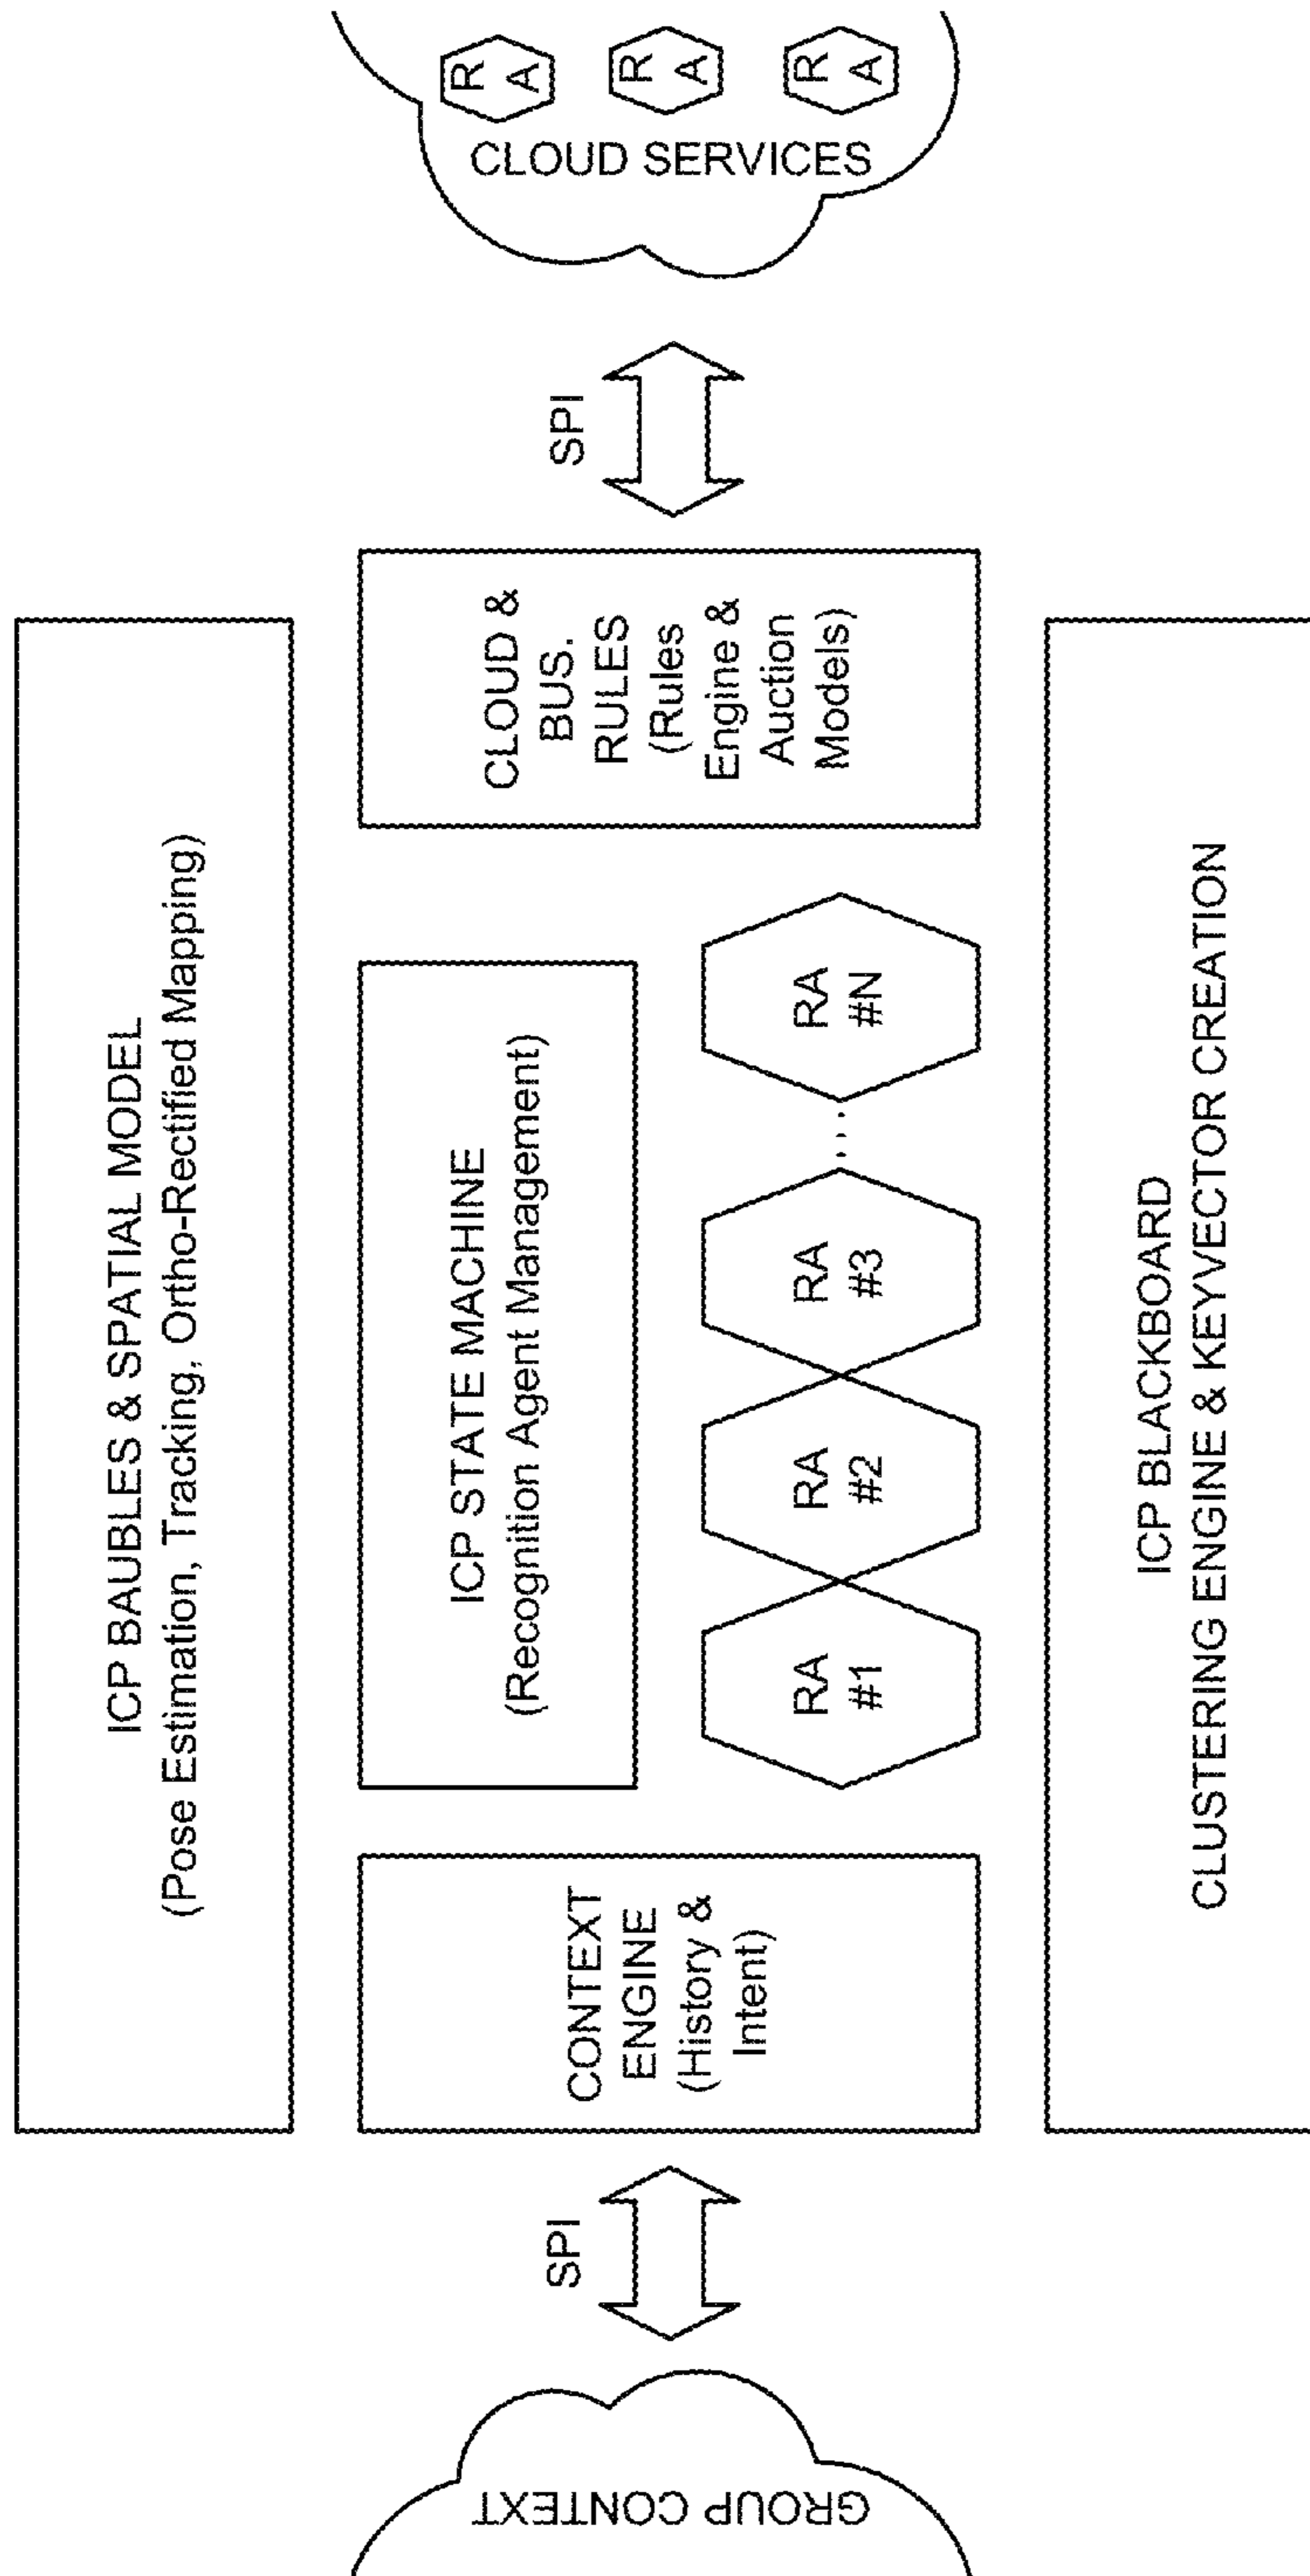 ICP BAUBLES & SPATIAL MODEL
(Pose Estimation, Tracking, Ortho-Rectified Mapping)
GROUP CONTEXT
SPI
CONTEXT
ENGINE
(History &
Intent)
ICP STATE MACHINE
(Recognition Agent Management)
RA
#1
RA
#2
RA
#3
. . .
RA
#N
CLOUD &
BUS.
RULES
(Rules
Engine &
Auction
Models)
SPI
CLOUD SERVICES
R
A
R
A
R
A
ICP BLACKBOARD
CLUSTERING ENGINE & KEYVECTOR CREATION